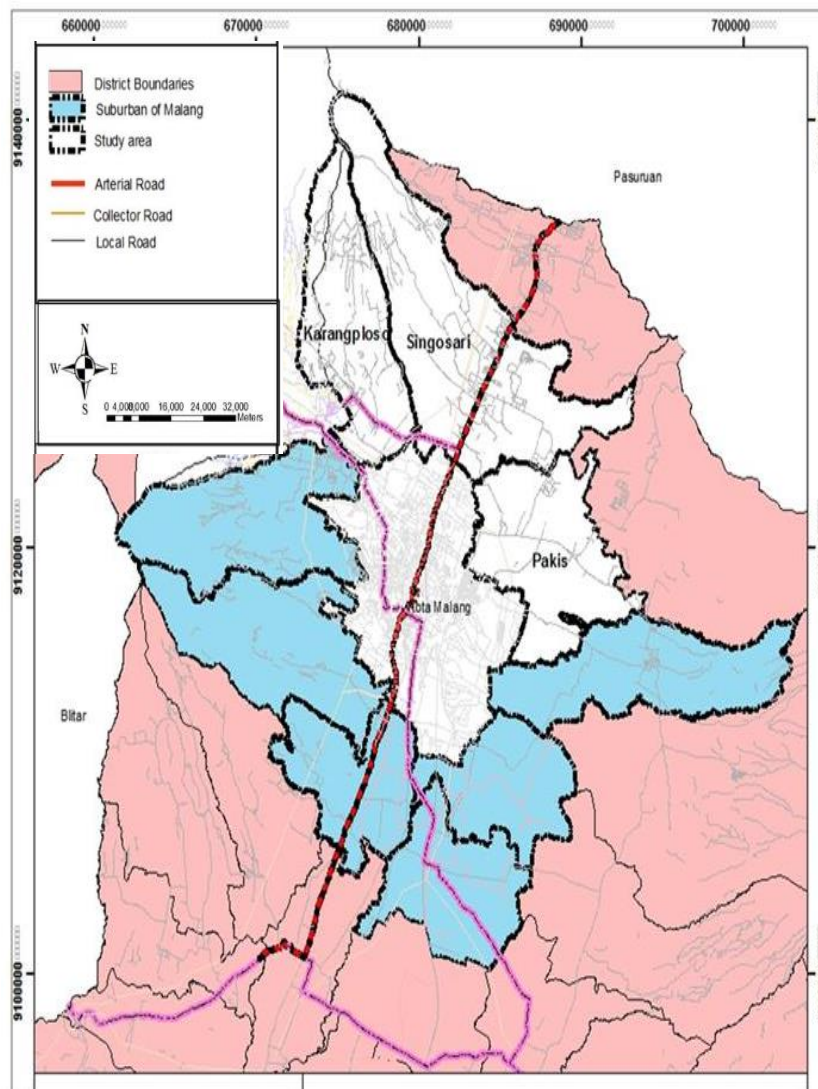 660000
670000
680000
690000
700000
District Boundaries
Suburban of Malang
Study area
Arterial Road
Collector Road
Local Road
N
W E
S
0 4,0008,000 16,000 24,000 32,000
Meters
9140000
9120000
9100000
Pasuruan
Karangploso
Singosari
Pakis
Kota Malang
Blitar